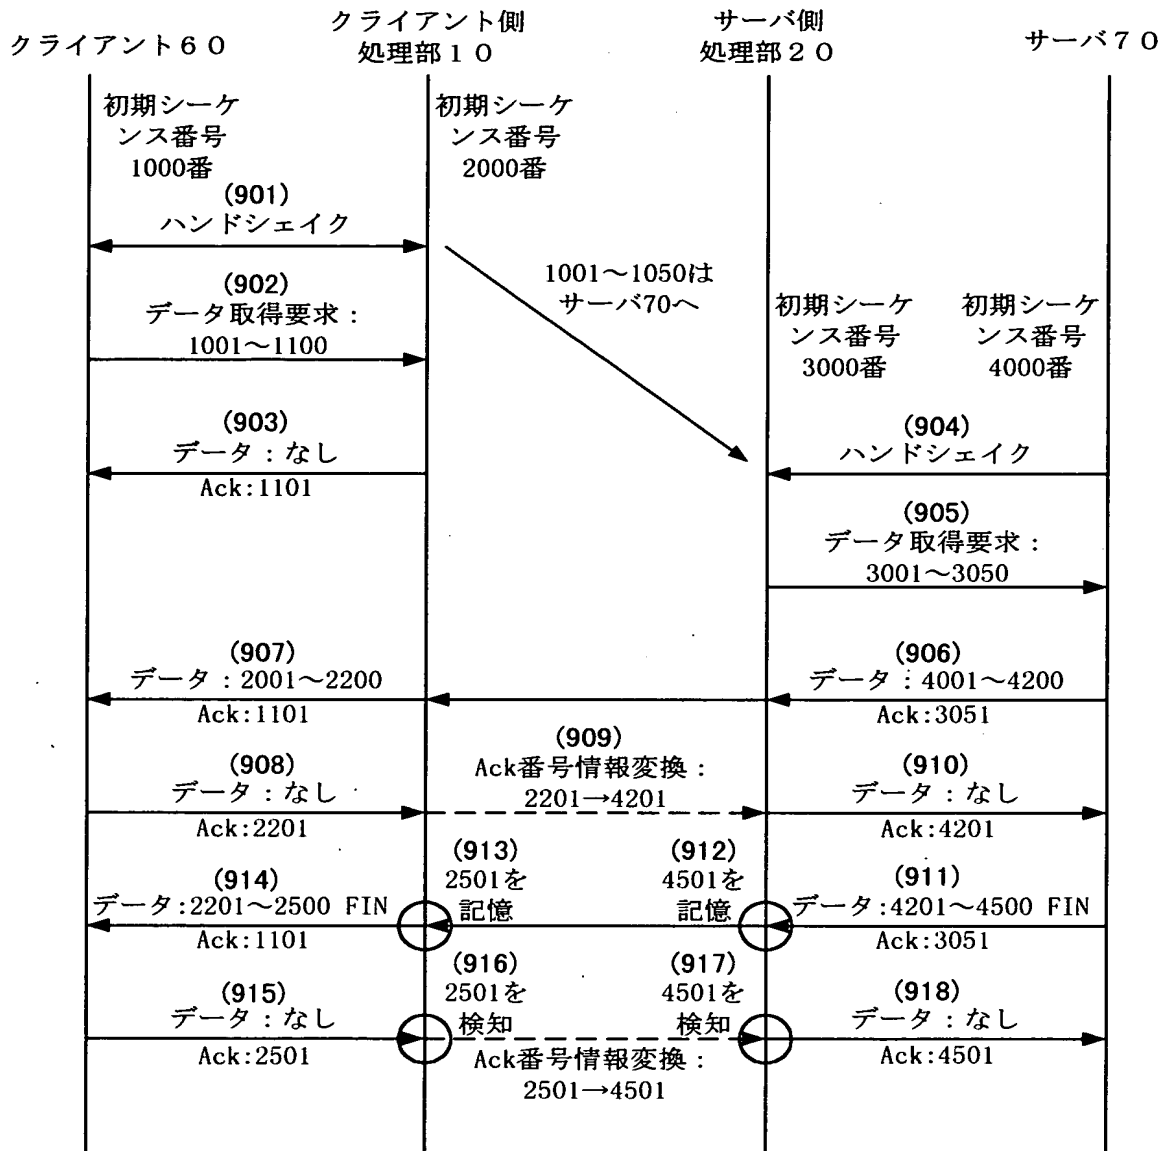 クライアント６０
クライアント側
処理部１０
サーバ側
処理部２０
サーバ７０
初期シーケ
ンス番号
1000番
初期シーケ
ンス番号
2000番
(901)
ハンドシェイク
1001～1050は
サーバ70へ
(902)
データ取得要求：
1001～1100
初期シーケ
ンス番号
3000番
初期シーケ
ンス番号
4000番
(903)
データ：なし
Ack:1101
(904)
ハンドシェイク
(905)
データ取得要求：
3001～3050
(907)
データ：2001～2200
Ack:1101
(906)
データ：4001～4200
Ack:3051
(908)
データ：なし
Ack:2201
(909)
Ack番号情報変換：
2201→4201
(910)
データ：なし
Ack:4201
(914)
データ:2201～2500 FIN
Ack:1101
(913)
2501を
記憶
(912)
4501を
記憶
(911)
データ:4201～4500 FIN
Ack:3051
(915)
データ：なし
Ack:2501
(916)
2501を
検知
(917)
4501を
検知
Ack番号情報変換：
2501→4501
(918)
データ：なし
Ack:4501